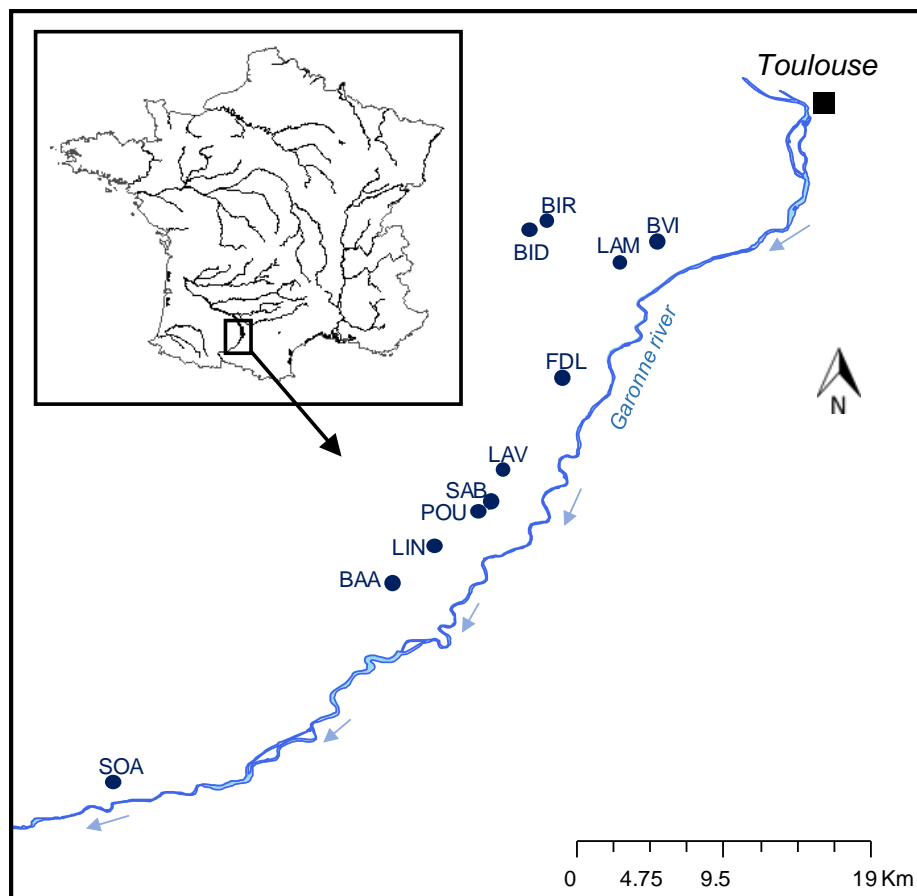 Toulouse
BIR
BID
BVI
LAM
FDL
Garonne river
N
LAV
SAB
POU
LIN
BAA
SOA
0 4.75 9.5 19 Km